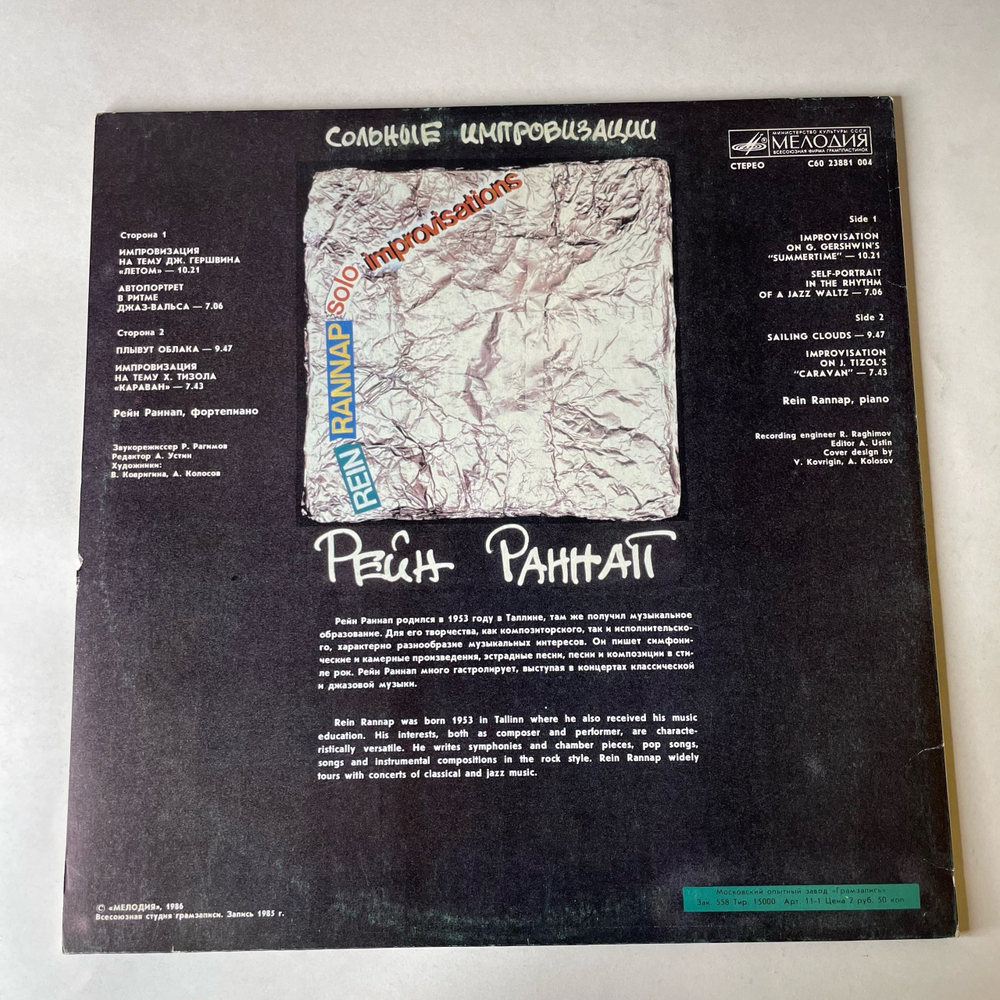 СОЛЬНЫЕ ИМПРОВИЗАЦИИ
МИНИСТЕРСТВО КУЛЬТУРЫ СССР
МЕЛОДИЯ
ВСЕСОЮЗНАЯ ФИРМА ГРАМПЛАСТИНОК
СТЕРЕО С60 23881 004
REIN RANNAP solo improvisations
Сторона 1
ИМПРОВИЗАЦИЯ
НА ТЕМУ ДЖ. ГЕРШВИНА
«ЛЕТОМ» — 10.21
АВТОПОРТРЕТ
В РИТМЕ
ДЖАЗ-ВАЛЬСА — 7.06
Сторона 2
ПЛЫВУТ ОБЛАКА — 9.47
ИМПРОВИЗАЦИЯ
НА ТЕМУ Х. ТИЗОЛА
«КАРАВАН» — 7.43
Рейн Раннап, фортепиано
Звукорежиссер Р. Рагимов
Редактор А. Устин
Художники:
В. Ковригина, А. Колосов
Side 1
IMPROVISATION
ON G. GERSHWIN'S
"SUMMERTIME" — 10.21
SELF-PORTRAIT
IN THE RHYTHM
OF A JAZZ WALTZ — 7.06
Side 2
SAILING CLOUDS — 9.47
IMPROVISATION
ON J. TIZOL'S
"CARAVAN" — 7.43
Rein Rannap, piano
Recording engineer R. Raghimov
Editor A. Ustin
Cover design by
V. Kovrigin, A. Kolosov
РЕЙН РАННАП
Рейн Раннап родился в 1953 году в Таллине, там же получил музыкальное
образование. Для его творчества, как композиторского, так и исполнительско-
го, характерно разнообразие музыкальных интересов. Он пишет симфони-
ческие и камерные произведения, эстрадные песни, песни и композиции в сти-
ле рок. Рейн Раннап много гастролирует, выступая в концертах классической
и джазовой музыки.
Rein Rannap was born 1953 in Tallinn where he also received his music
education. His interests, both as composer and performer, are characte-
ristically versatile. He writes symphonies and chamber pieces, pop songs,
songs and instrumental compositions in the rock style. Rein Rannap widely
tours with concerts of classical and jazz music.
© «МЕЛОДИЯ», 1986
Всесоюзная студия грамзаписи. Запись 1985 г.
Московский опытный завод «Грамзапись»
Зак. 558 Тир. 15000 Арт. 11-1 Цена 2 руб. 50 коп.